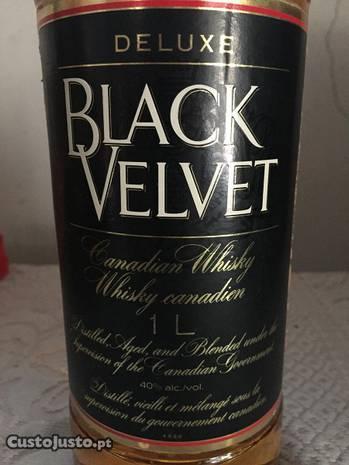 DELUXE
BLACK
VELVET
Canadian Whisky
Whisky canadien
1 L
Distilled, Aged, and Blended under the
Supervision of the Canadian Government
40% alc./vol.
Distillé, vieilli et mélangé sous la
supervision du gouvernement canadien
CustoJusto.pt